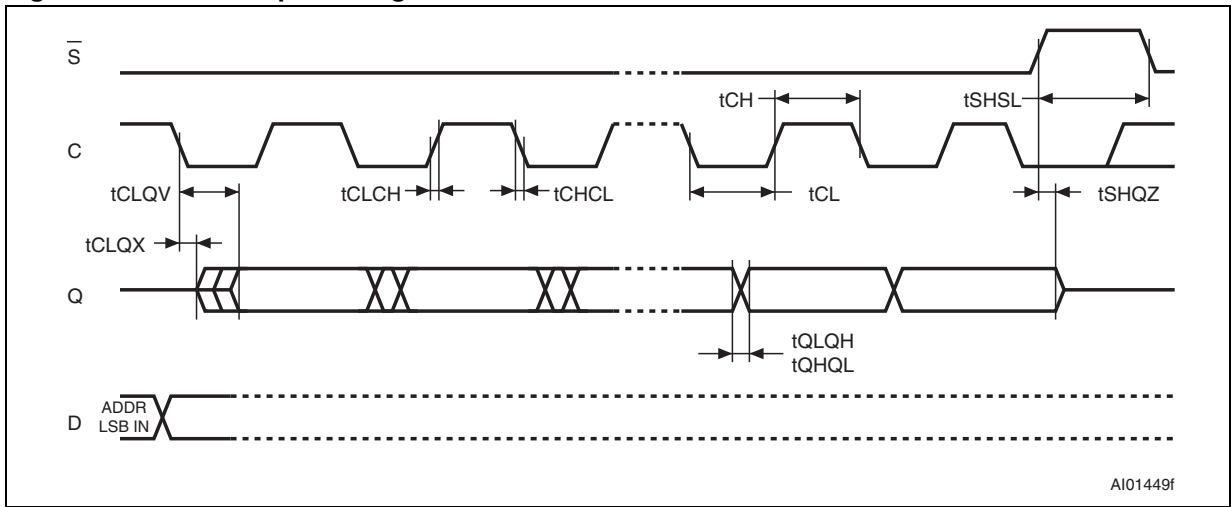 S
tCH
tSHSL
C
tCLQV
tCLCH
tCHCL
tCL
tSHQZ
tCLQX
Q
tQLQH
tQHQL
ADDR
D
LSB IN
AI01449f